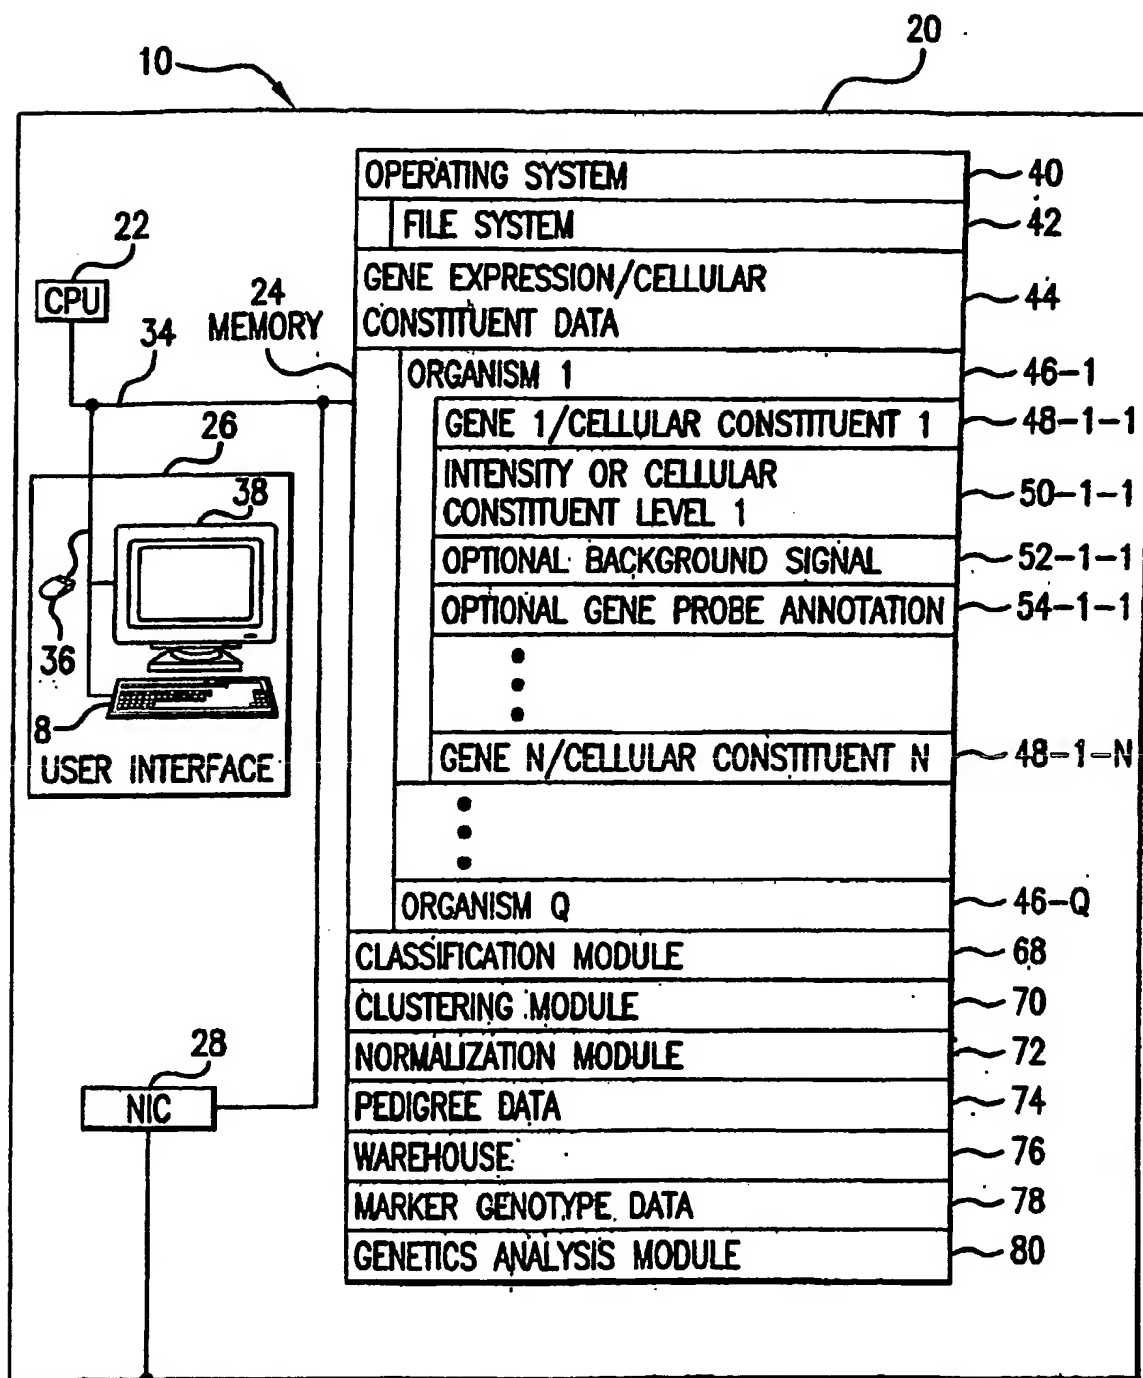 20
10
OPERATING SYSTEM 40
FILE SYSTEM 42
22
CPU
GENE EXPRESSION/CELLULAR
CONSTITUENT DATA 44
24
MEMORY
34
ORGANISM 1 46-1
GENE 1/CELLULAR CONSTITUENT 1 48-1-1
26
INTENSITY OR CELLULAR
CONSTITUENT LEVEL 1 50-1-1
38
OPTIONAL BACKGROUND SIGNAL 52-1-1
OPTIONAL GENE PROBE ANNOTATION 54-1-1
36
8
USER INTERFACE
GENE N/CELLULAR CONSTITUENT N 48-1-N
ORGANISM Q 46-Q
CLASSIFICATION MODULE 68
CLUSTERING MODULE 70
NORMALIZATION MODULE 72
28
NIC
PEDIGREE DATA 74
WAREHOUSE 76
MARKER GENOTYPE DATA 78
GENETICS ANALYSIS MODULE 80